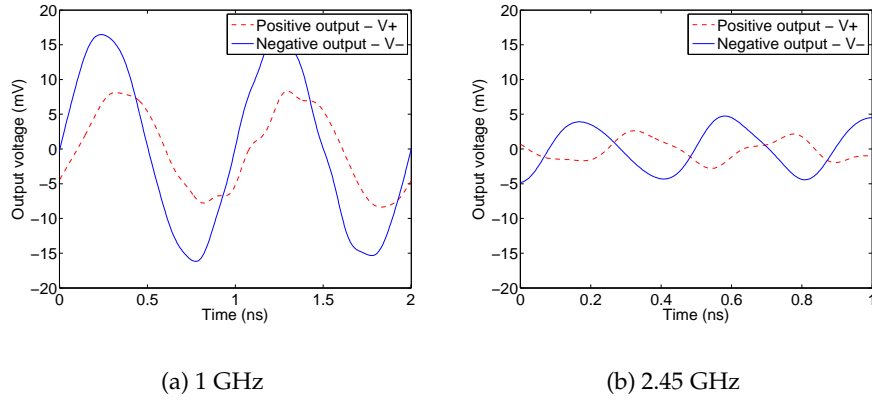 20
15
10
5
0
−5
−10
−15
−20
Output voltage (mV)
0
0.5
1
1.5
2
Time (ns)
Positive output − V+
Negative output − V−
(a) 1 GHz
20
15
10
5
0
−5
−10
−15
−20
Output voltage (mV)
0
0.2
0.4
0.6
0.8
1
Time (ns)
Positive output − V+
Negative output − V−
(b) 2.45 GHz